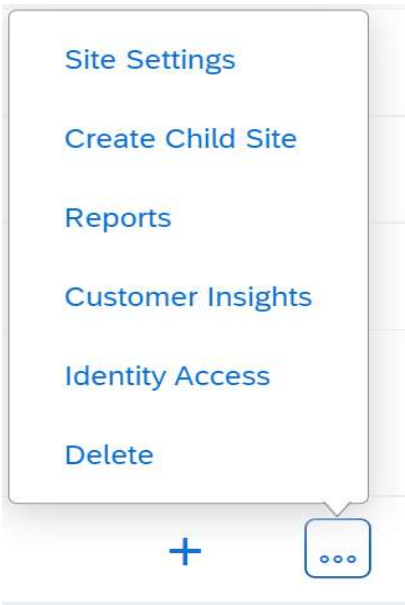 Site Settings
Create Child Site
Reports
Customer Insights
Identity Access
Delete